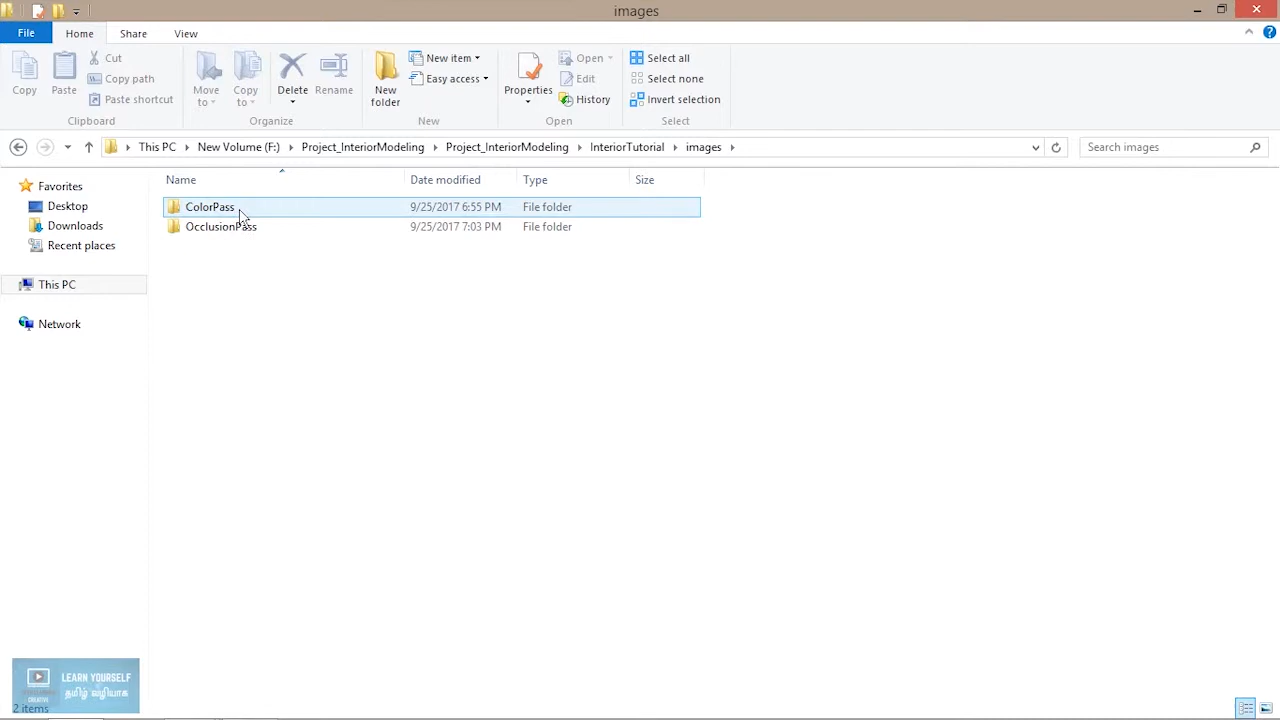 images
File
Home
Share
View
Copy
Paste
Cut
Copy path
Paste shortcut
Clipboard
Move to
Copy to
Delete
Rename
Organize
New folder
New item
Easy access
New
Properties
Open
Edit
History
Open
Select all
Select none
Invert selection
Select
This PC
New Volume (F:)
Project_InteriorModeling
Project_InteriorModeling
InteriorTutorial
images
Search images
Favorites
Desktop
Downloads
Recent places
This PC
Network
Name
Date modified
Type
Size
ColorPass
9/25/2017 6:55 PM
File folder
OcclusionPass
9/25/2017 7:03 PM
File folder
LEARN YOURSELF
தமிழ் வழியாக
CREATIVE
2 items